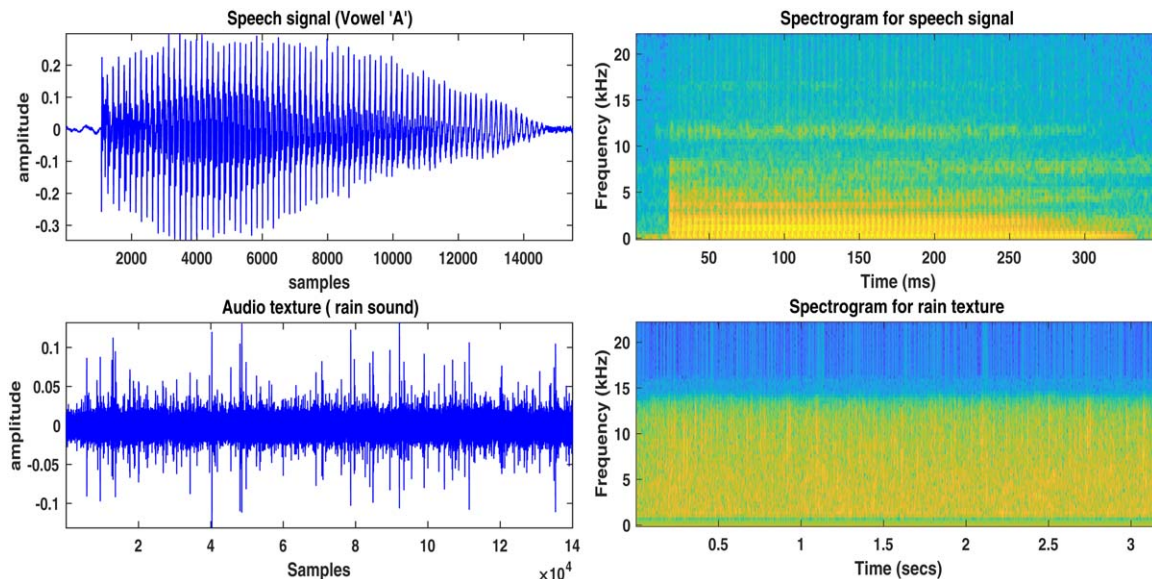 Speech signal (Vowel 'A')
0.2
0.1
0
-0.1
-0.2
-0.3
amplitude
2000 4000 6000 8000 10000 12000 14000
samples
Spectrogram for speech signal
20
15
10
5
0
Frequency (kHz)
50 100 150 200 250 300
Time (ms)
Audio texture ( rain sound)
0.1
0.05
0
-0.05
-0.1
amplitude
2 4 6 8 10 12 14
Samples
×10⁴
Spectrogram for rain texture
20
15
10
5
0
Frequency (kHz)
0.5 1 1.5 2 2.5 3
Time (secs)